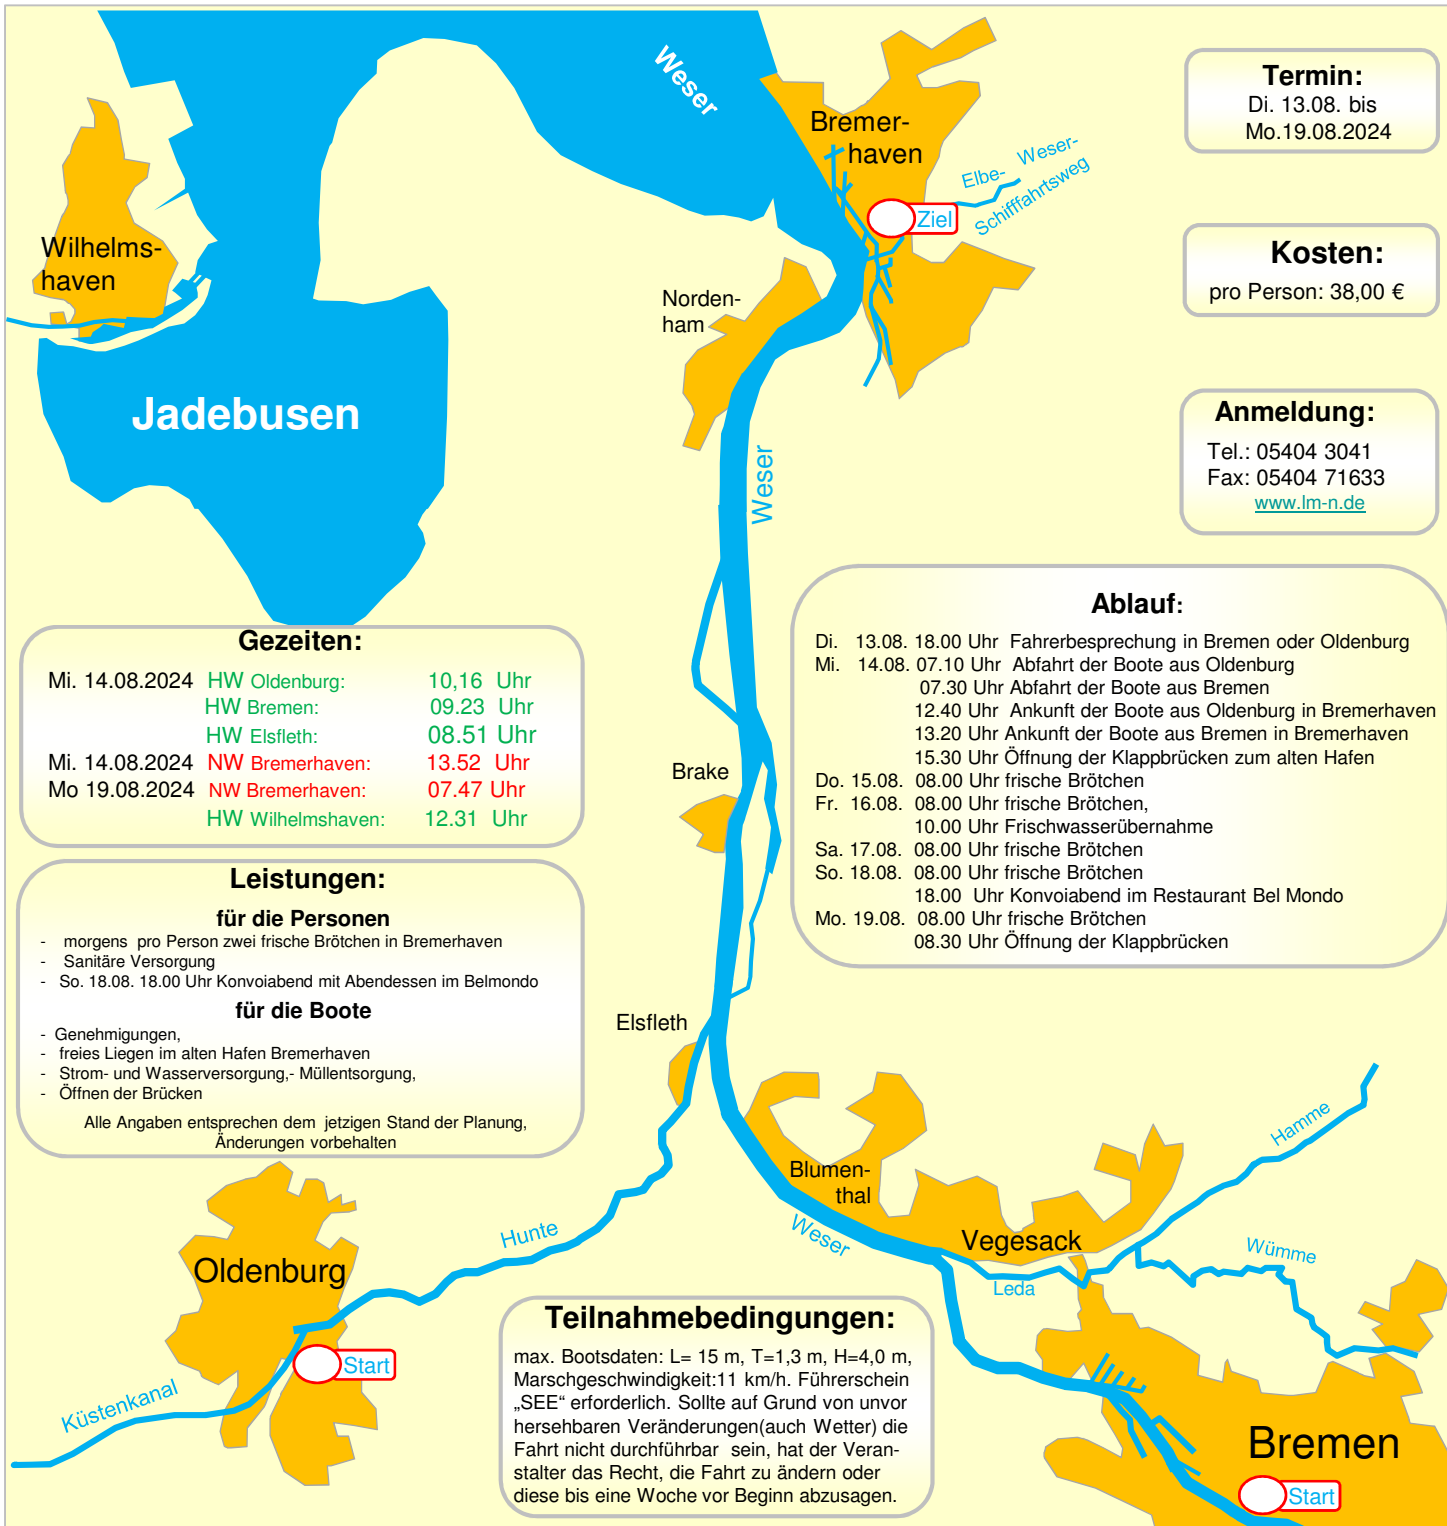 Weser
Termin:
Di. 13.08. bis
Mo.19.08.2024
Bremer-
haven
Elbe- Weser-
Schifffahrtsweg
Ziel
Wilhelms-
haven
Kosten:
pro Person: 38,00 €
Norden-
ham
Jadebusen
Anmeldung:
Tel.: 05404 3041
Fax: 05404 71633
www.lm-n.de
Weser
Ablauf:
Di. 13.08. 18.00 Uhr Fahrerbesprechung in Bremen oder Oldenburg
Mi. 14.08. 07.10 Uhr Abfahrt der Boote aus Oldenburg
07.30 Uhr Abfahrt der Boote aus Bremen
12.40 Uhr Ankunft der Boote aus Oldenburg in Bremerhaven
13.20 Uhr Ankunft der Boote aus Bremen in Bremerhaven
15.30 Uhr Öffnung der Klappbrücken zum alten Hafen
Do. 15.08. 08.00 Uhr frische Brötchen
Fr. 16.08. 08.00 Uhr frische Brötchen,
10.00 Uhr Frischwasserübernahme
Sa. 17.08. 08.00 Uhr frische Brötchen
So. 18.08. 08.00 Uhr frische Brötchen
18.00 Uhr Konvoiabend im Restaurant Bel Mondo
Mo. 19.08. 08.00 Uhr frische Brötchen
08.30 Uhr Öffnung der Klappbrücken
Gezeiten:
Mi. 14.08.2024 HW Oldenburg: 10,16 Uhr
HW Bremen: 09.23 Uhr
HW Elsfleth: 08.51 Uhr
Mi. 14.08.2024 NW Bremerhaven: 13.52 Uhr
Mo 19.08.2024 NW Bremerhaven: 07.47 Uhr
HW Wilhelmshaven: 12.31 Uhr
Brake
Leistungen:
für die Personen
- morgens pro Person zwei frische Brötchen in Bremerhaven
- Sanitäre Versorgung
- So. 18.08. 18.00 Uhr Konvoiabend mit Abendessen im Belmondo
für die Boote
- Genehmigungen,
- freies Liegen im alten Hafen Bremerhaven
- Strom- und Wasserversorgung,- Müllentsorgung,
- Öffnen der Brücken
Alle Angaben entsprechen dem jetzigen Stand der Planung,
Änderungen vorbehalten
Elsfleth
Blumen-
thal
Weser
Vegesack
Leda
Hamme
Wümme
Hunte
Oldenburg
Start
Küstenkanal
Teilnahmebedingungen:
max. Bootsdaten: L= 15 m, T=1,3 m, H=4,0 m,
Marschgeschwindigkeit:11 km/h. Führerschein
„SEE“ erforderlich. Sollte auf Grund von unvor
hersehbaren Veränderungen(auch Wetter) die
Fahrt nicht durchführbar sein, hat der Veran-
stalter das Recht, die Fahrt zu ändern oder
diese bis eine Woche vor Beginn abzusagen.
Bremen
Start